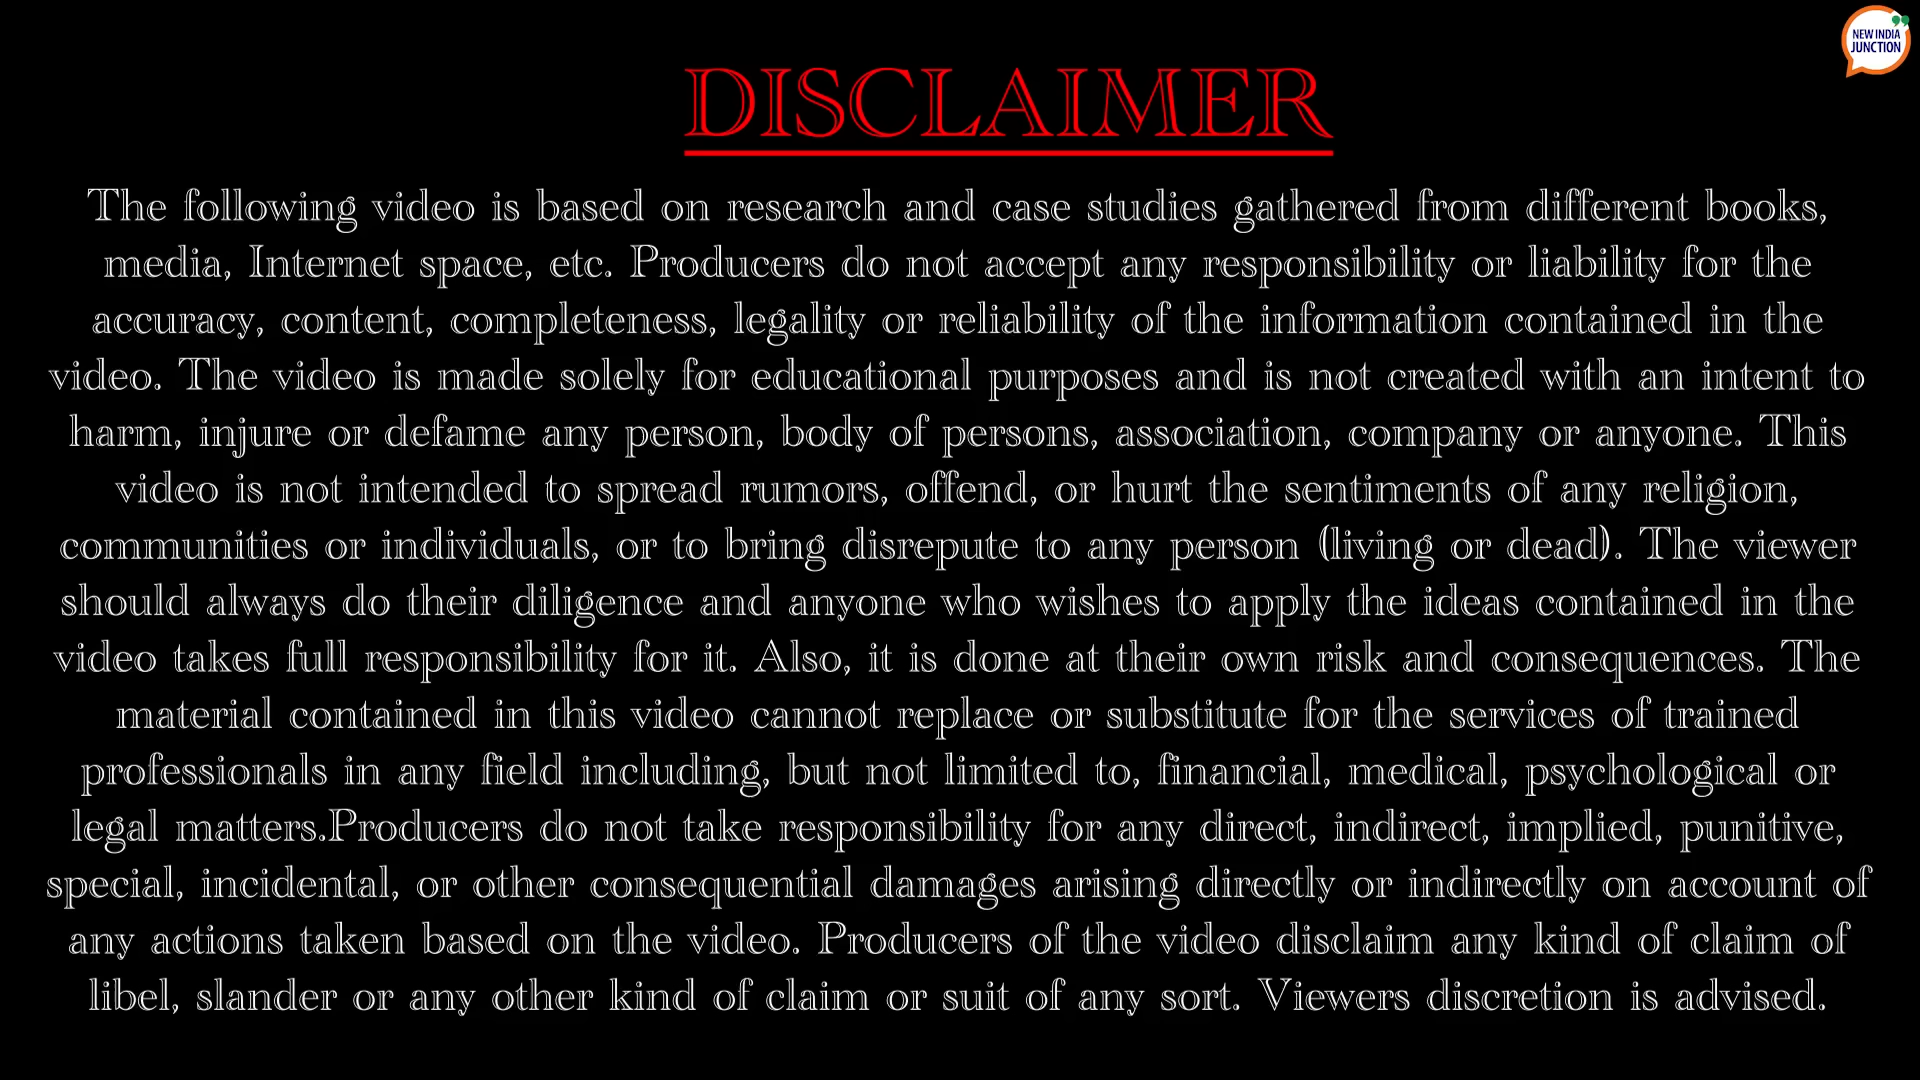 NEW INDIA
JUNCTION
DISCLAIMER
The following video is based on research and case studies gathered from different books,
media, Internet space, etc. Producers do not accept any responsibility or liability for the
accuracy, content, completeness, legality or reliability of the information contained in the
video. The video is made solely for educational purposes and is not created with an intent to
harm, injure or defame any person, body of persons, association, company or anyone. This
video is not intended to spread rumors, offend, or hurt the sentiments of any religion,
communities or individuals, or to bring disrepute to any person (living or dead). The viewer
should always do their diligence and anyone who wishes to apply the ideas contained in the
video takes full responsibility for it. Also, it is done at their own risk and consequences. The
material contained in this video cannot replace or substitute for the services of trained
professionals in any field including, but not limited to, financial, medical, psychological or
legal matters.Producers do not take responsibility for any direct, indirect, implied, punitive,
special, incidental, or other consequential damages arising directly or indirectly on account of
any actions taken based on the video. Producers of the video disclaim any kind of claim of
libel, slander or any other kind of claim or suit of any sort. Viewers discretion is advised.